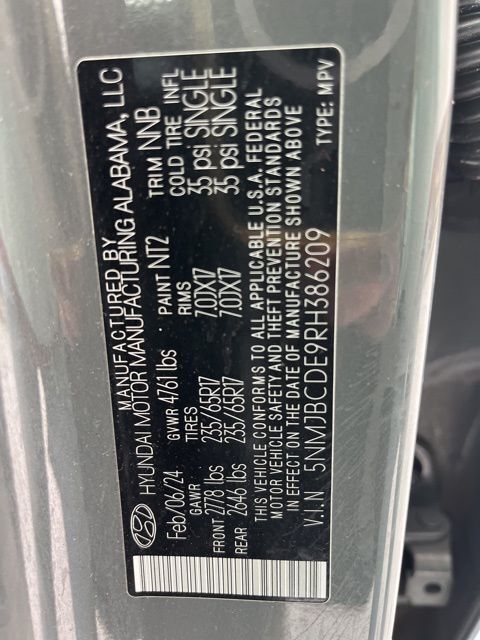 MANUFACTURED BY
HYUNDAI MOTOR MANUFACTURING ALABAMA, LLC
Feb/06/24 GVWR 4761 lbs PAINT NT2 TRIM NNB
GAWR TIRES RIMS COLD TIRE INFL
FRONT 2778 lbs 235/65R17 7.0JX17 35 psi SINGLE
REAR 2646 lbs 235/65R17 7.0JX17 35 psi SINGLE
THIS VEHICLE CONFORMS TO ALL APPLICABLE U.S.A. FEDERAL
MOTOR VEHICLE SAFETY AND THEFT PREVENTION STANDARDS
IN EFFECT ON THE DATE OF MANUFACTURE SHOWN ABOVE
V.I.N 5NMJBCDE9RH386209 TYPE: MPV